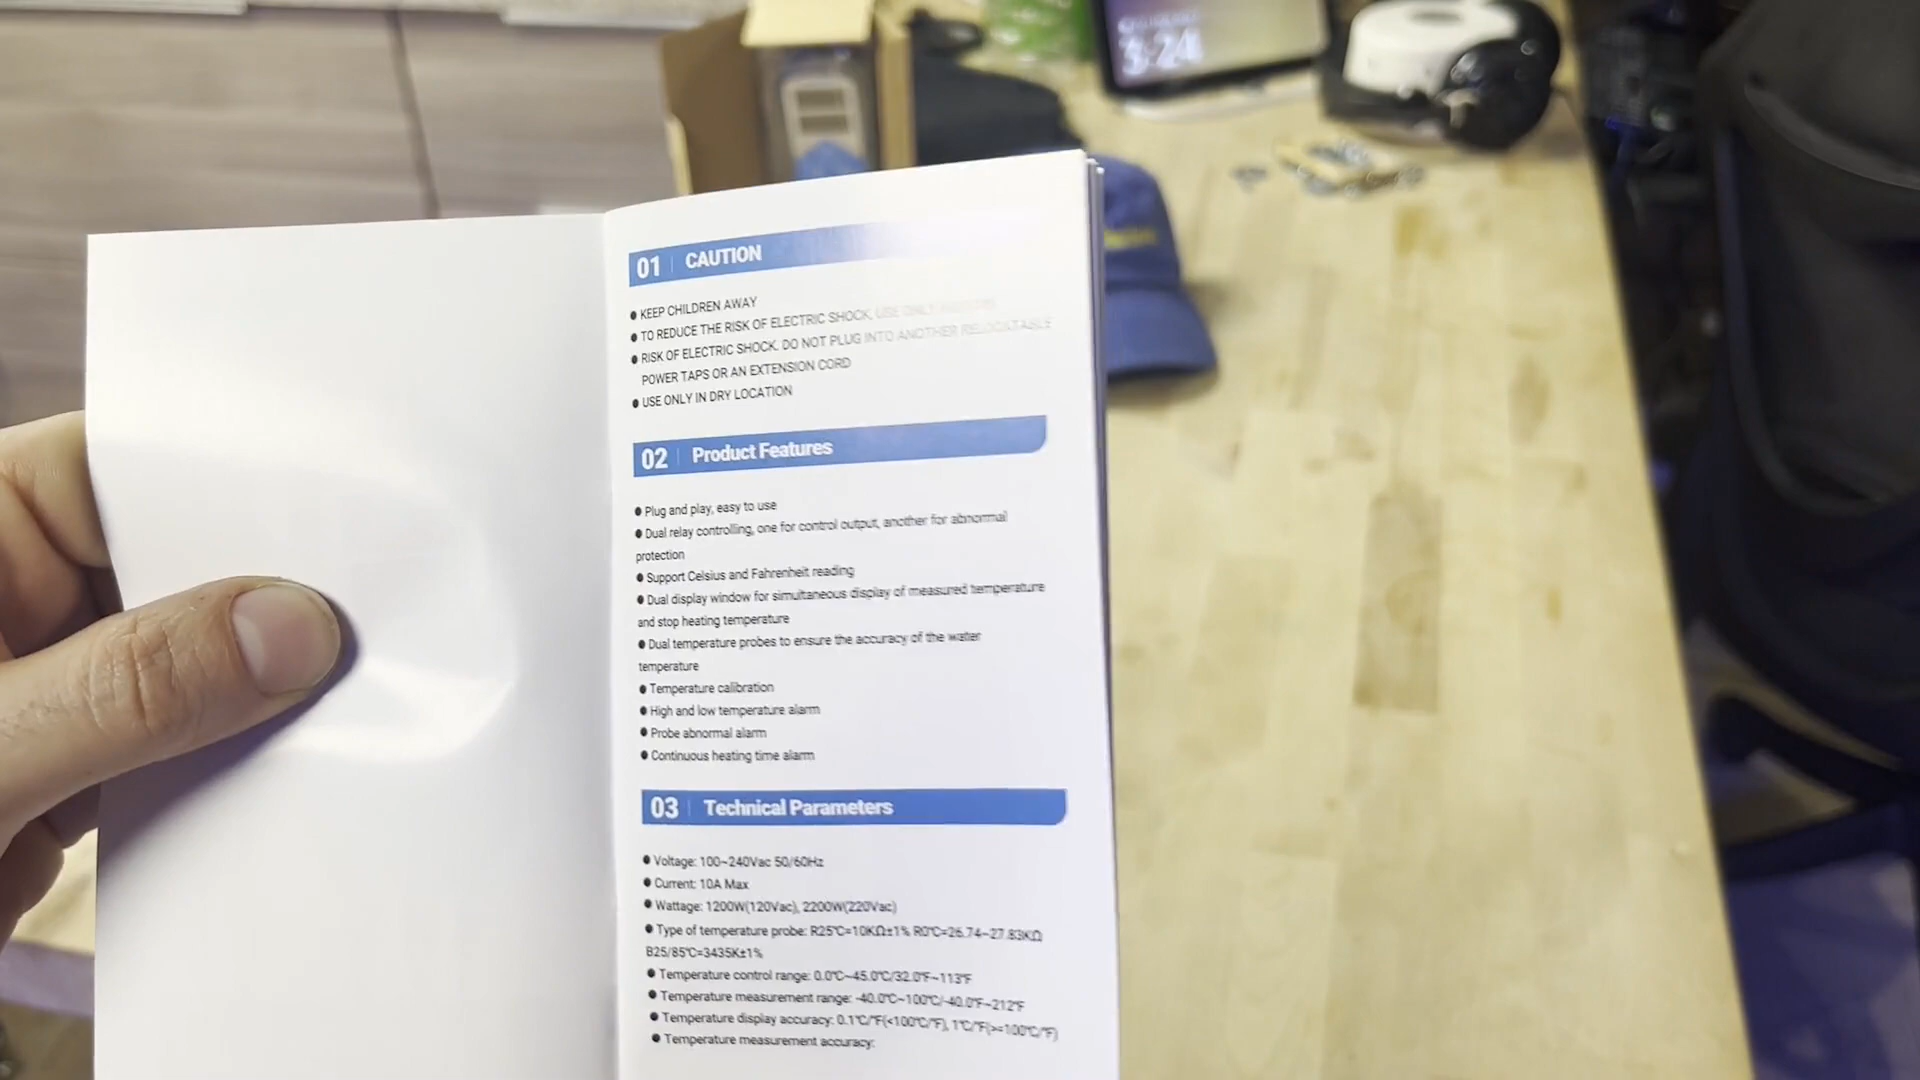 3:24
01 CAUTION
● KEEP CHILDREN AWAY
● TO REDUCE THE RISK OF ELECTRIC SHOCK, USE ONLY
● RISK OF ELECTRIC SHOCK. DO NOT PLUG INTO ANOTHER RELOCATABLE
POWER TAPS OR AN EXTENSION CORD
● USE ONLY IN DRY LOCATION
02 Product Features
● Plug and play, easy to use
● Dual relay controlling, one for control output, another for abnormal
protection
● Support Celsius and Fahrenheit reading
● Dual display window for simultaneous display of measured temperature
and stop heating temperature
● Dual temperature probes to ensure the accuracy of the water
temperature
● Temperature calibration
● High and low temperature alarm
● Probe abnormal alarm
● Continuous heating time alarm
03 Technical Parameters
● Voltage: 100~240Vac 50/60Hz
● Current: 10A Max
● Wattage: 1200W(120Vac), 2200W(220Vac)
● Type of temperature probe: R25℃=10KΩ±1% R0℃=26.74~27.83KΩ
B25/85℃=3435K±1%
● Temperature control range: 0.0℃~45.0℃/32.0℉~113℉
● Temperature measurement range: -40.0℃~100℃/-40.0℉~212℉
● Temperature display accuracy: 0.1℃/℉(<100℃/℉), 1℃/℉(>=100℃/℉)
● Temperature measurement accuracy: